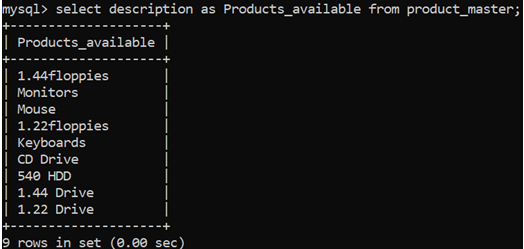 mysql> select description as Products_available from product_master;
+--------------------+
| Products_available |
+--------------------+
| 1.44floppies       |
| Monitors           |
| Mouse              |
| 1.22floppies       |
| Keyboards          |
| CD Drive           |
| 540 HDD            |
| 1.44 Drive         |
| 1.22 Drive         |
+--------------------+
9 rows in set (0.00 sec)